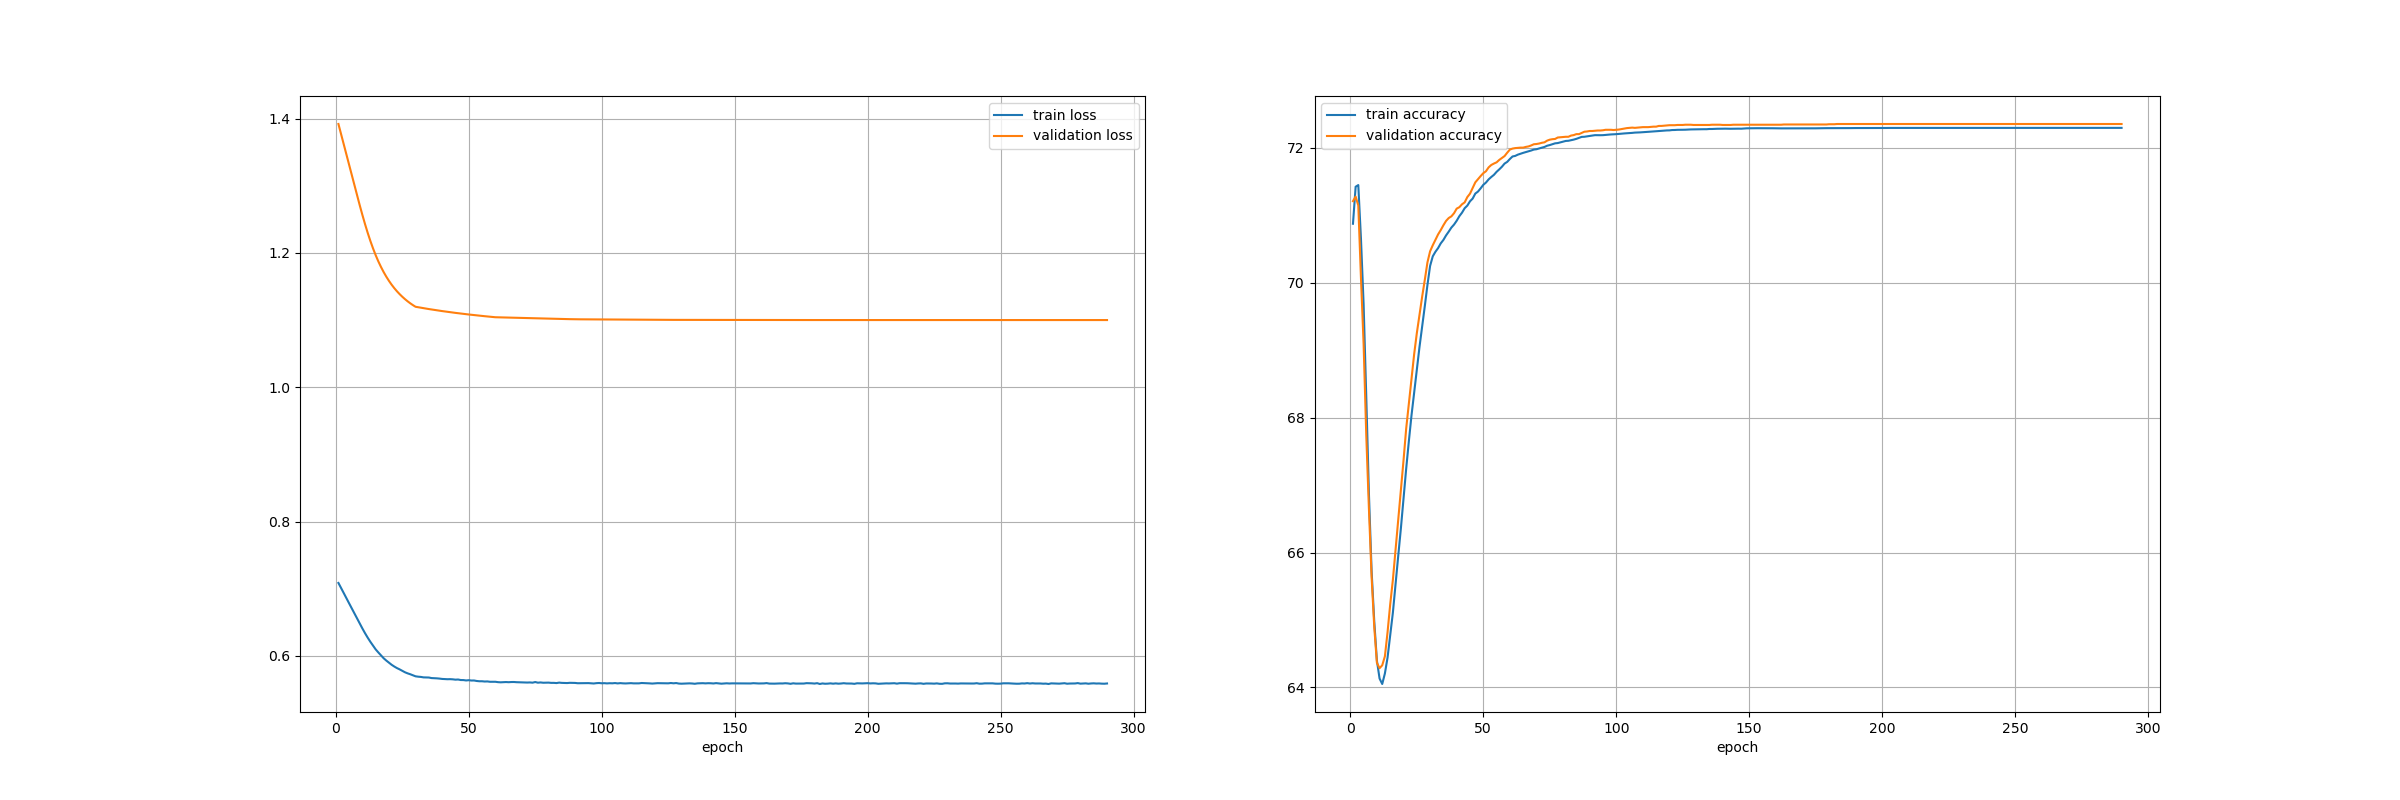 1.4
1.2
1.0
0.8
0.6
0 50 100 150 200 250 300
epoch
train loss
validation loss
72
70
68
66
64
0 50 100 150 200 250 300
epoch
train accuracy
validation accuracy